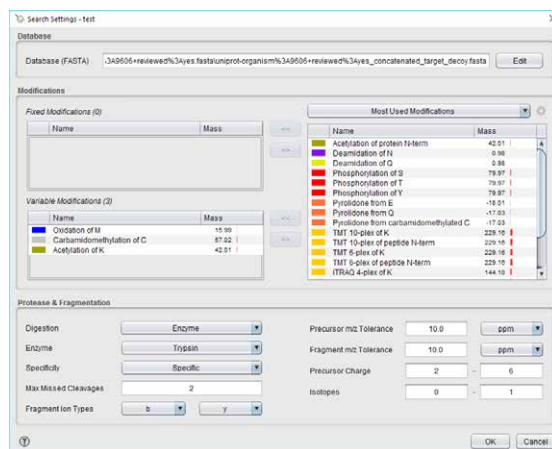 Search Settings - test
Database
Database (FASTA) -3A9606+reviewed%3Ayes.fasta\uniprot-organism%3A9606+reviewed%3Ayes_concatenated_target_decoy.fasta Edit
Modifications
Fixed Modifications (0)
Name Mass
<<
>>
Variable Modifications (3)
Name Mass
Oxidation of M 15.99
Carbamidomethylation of C 57.02
Acetylation of K 42.01
<<
>>
Most Used Modifications
Name Mass
Acetylation of protein N-term 42.01
Deamidation of N 0.98
Deamidation of Q 0.98
Phosphorylation of S 79.97
Phosphorylation of T 79.97
Phosphorylation of Y 79.97
Pyrolidone from E -18.01
Pyrolidone from Q -17.03
Pyrolidone from carbamidomethylated C -17.03
TMT 10-plex of K 229.16
TMT 10-plex of peptide N-term 229.16
TMT 6-plex of K 229.16
TMT 6-plex of peptide N-term 229.16
iTRAQ 4-plex of K 144.10
Protease & Fragmentation
Digestion Enzyme
Enzyme Trypsin
Specificity Specific
Max Missed Cleavages 2
Fragment Ion Types b y
Precursor m/z Tolerance 10.0 ppm
Fragment m/z Tolerance 10.0 ppm
Precursor Charge 2 - 6
Isotopes 0 - 1
? OK Cancel